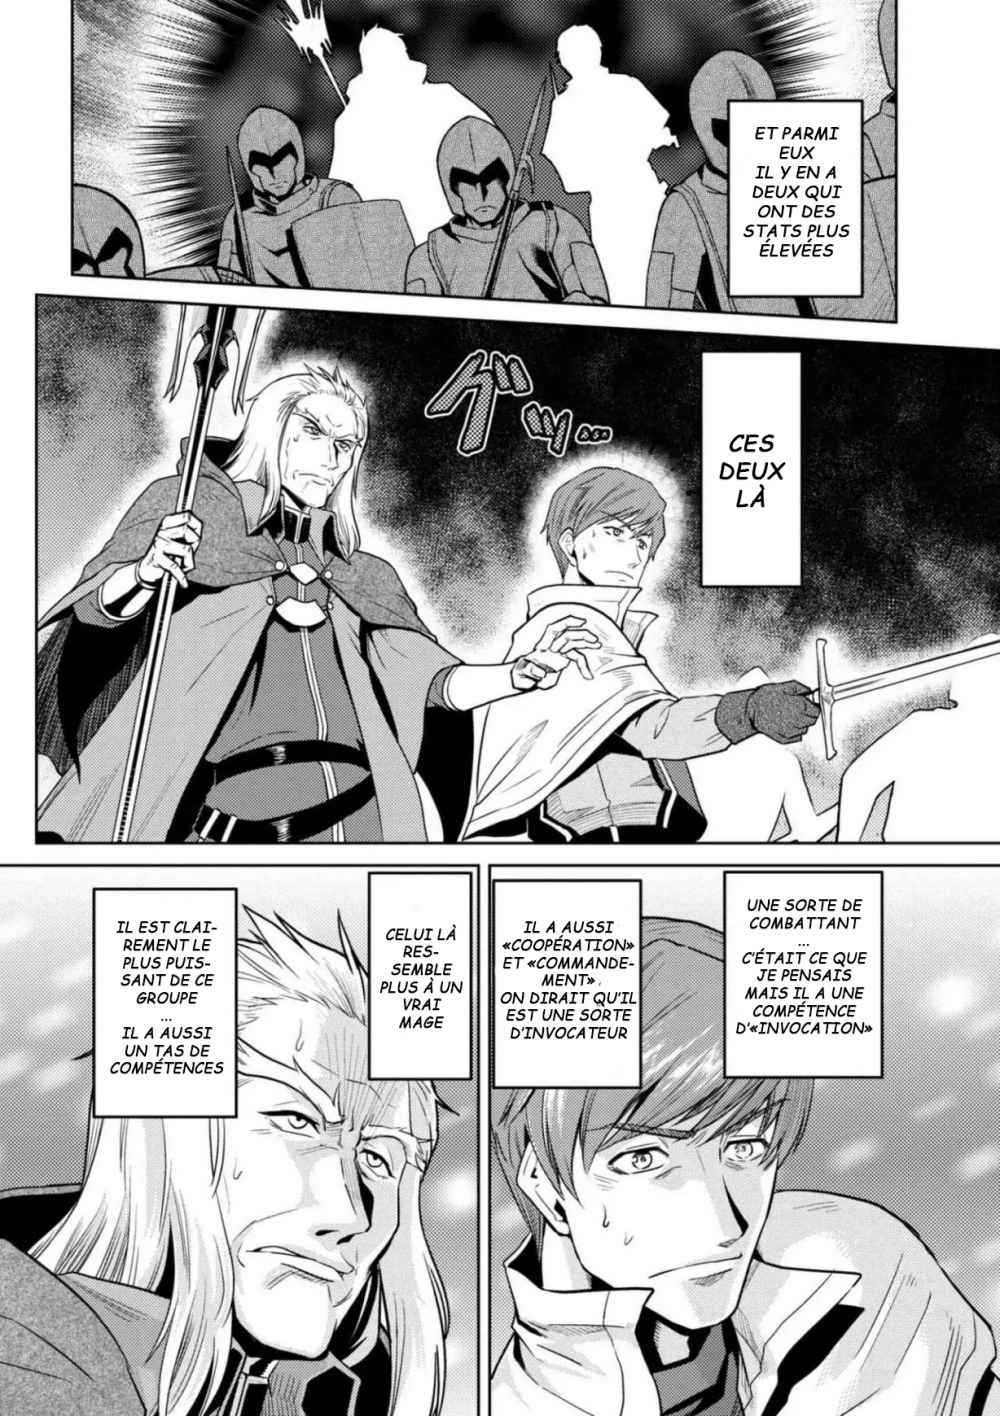 ET PARMI
EUX
IL Y EN A
DEUX QUI
ONT DES
STATS PLUS
ÉLEVÉES
グッ...
CES
DEUX
LÀ
UNE SORTE DE
COMBATTANT
...
C'ÉTAIT CE QUE
JE PENSAIS
MAIS IL A UNE
COMPÉTENCE
D'«INVOCATION»
IL A AUSSI
«COOPÉRATION»
ET «COMMANDE-
MENT»,
ON DIRAIT QU'IL
EST UNE SORTE
D'INVOCATEUR
CELUI LÀ
RES-
SEMBLE
PLUS À UN
VRAI
MAGE
IL EST CLAI-
REMENT LE
PLUS PUIS-
SANT DE CE
GROUPE
...
IL A AUSSI
UN TAS DE
COMPÉTENCES